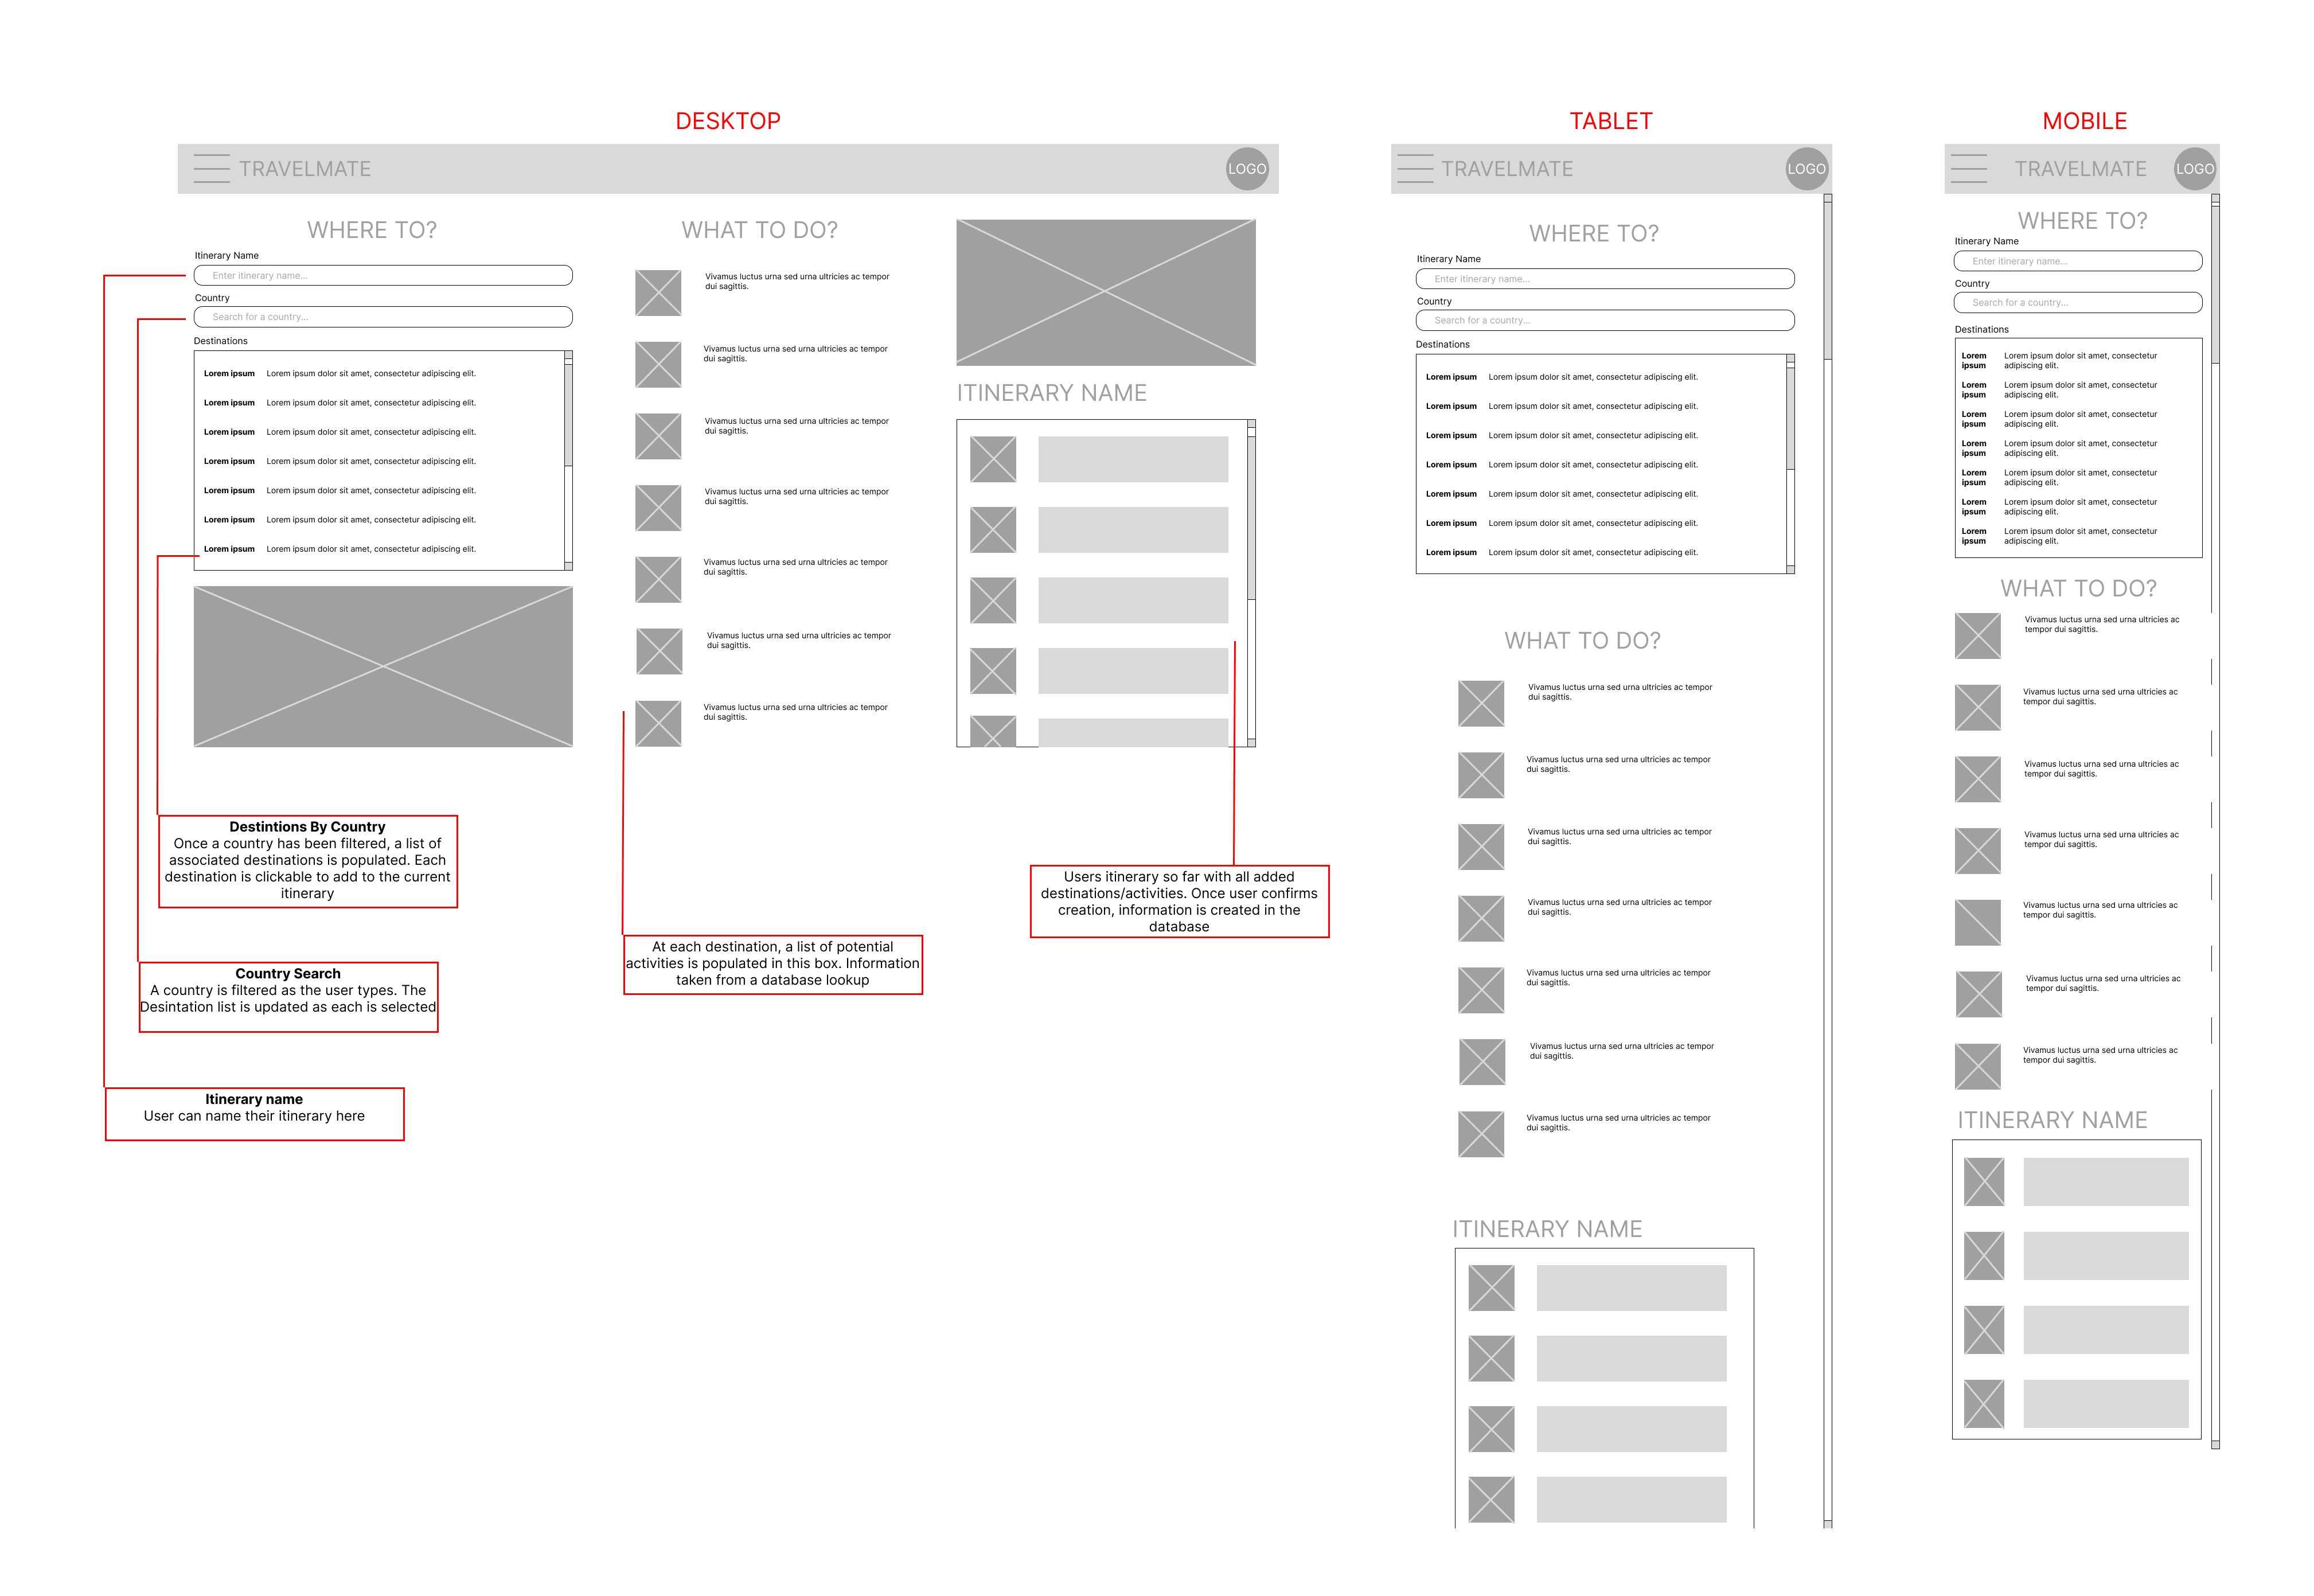 DESKTOP
TRAVELMATE
LOGO
WHERE TO?
Itinerary Name
Enter itinerary name...
Country
Search for a country...
Destinations
Lorem ipsum Lorem ipsum dolor sit amet, consectetur adipiscing elit.
Lorem ipsum Lorem ipsum dolor sit amet, consectetur adipiscing elit.
Lorem ipsum Lorem ipsum dolor sit amet, consectetur adipiscing elit.
Lorem ipsum Lorem ipsum dolor sit amet, consectetur adipiscing elit.
Lorem ipsum Lorem ipsum dolor sit amet, consectetur adipiscing elit.
Lorem ipsum Lorem ipsum dolor sit amet, consectetur adipiscing elit.
Lorem ipsum Lorem ipsum dolor sit amet, consectetur adipiscing elit.
WHAT TO DO?
Vivamus luctus urna sed urna ultricies ac tempor
dui sagittis.
Vivamus luctus urna sed urna ultricies ac tempor
dui sagittis.
Vivamus luctus urna sed urna ultricies ac tempor
dui sagittis.
Vivamus luctus urna sed urna ultricies ac tempor
dui sagittis.
Vivamus luctus urna sed urna ultricies ac tempor
dui sagittis.
Vivamus luctus urna sed urna ultricies ac tempor
dui sagittis.
Vivamus luctus urna sed urna ultricies ac tempor
dui sagittis.
ITINERARY NAME
Destintions By Country
Once a country has been filtered, a list of
associated destinations is populated. Each
destination is clickable to add to the current
itinerary
Country Search
A country is filtered as the user types. The
Desintation list is updated as each is selected
Itinerary name
User can name their itinerary here
At each destination, a list of potential
activities is populated in this box. Information
taken from a database lookup
Users itinerary so far with all added
destinations/activities. Once user confirms
creation, information is created in the
database
TABLET
TRAVELMATE
LOGO
WHERE TO?
Itinerary Name
Enter itinerary name...
Country
Search for a country...
Destinations
Lorem ipsum Lorem ipsum dolor sit amet, consectetur adipiscing elit.
Lorem ipsum Lorem ipsum dolor sit amet, consectetur adipiscing elit.
Lorem ipsum Lorem ipsum dolor sit amet, consectetur adipiscing elit.
Lorem ipsum Lorem ipsum dolor sit amet, consectetur adipiscing elit.
Lorem ipsum Lorem ipsum dolor sit amet, consectetur adipiscing elit.
Lorem ipsum Lorem ipsum dolor sit amet, consectetur adipiscing elit.
Lorem ipsum Lorem ipsum dolor sit amet, consectetur adipiscing elit.
WHAT TO DO?
Vivamus luctus urna sed urna ultricies ac tempor
dui sagittis.
Vivamus luctus urna sed urna ultricies ac tempor
dui sagittis.
Vivamus luctus urna sed urna ultricies ac tempor
dui sagittis.
Vivamus luctus urna sed urna ultricies ac tempor
dui sagittis.
Vivamus luctus urna sed urna ultricies ac tempor
dui sagittis.
Vivamus luctus urna sed urna ultricies ac tempor
dui sagittis.
Vivamus luctus urna sed urna ultricies ac tempor
dui sagittis.
ITINERARY NAME
MOBILE
TRAVELMATE
LOGO
WHERE TO?
Itinerary Name
Enter itinerary name...
Country
Search for a country...
Destinations
Lorem Lorem ipsum dolor sit amet, consectetur
ipsum adipiscing elit.
Lorem Lorem ipsum dolor sit amet, consectetur
ipsum adipiscing elit.
Lorem Lorem ipsum dolor sit amet, consectetur
ipsum adipiscing elit.
Lorem Lorem ipsum dolor sit amet, consectetur
ipsum adipiscing elit.
Lorem Lorem ipsum dolor sit amet, consectetur
ipsum adipiscing elit.
Lorem Lorem ipsum dolor sit amet, consectetur
ipsum adipiscing elit.
Lorem Lorem ipsum dolor sit amet, consectetur
ipsum adipiscing elit.
WHAT TO DO?
Vivamus luctus urna sed urna ultricies ac
tempor dui sagittis.
Vivamus luctus urna sed urna ultricies ac
tempor dui sagittis.
Vivamus luctus urna sed urna ultricies ac
tempor dui sagittis.
Vivamus luctus urna sed urna ultricies ac
tempor dui sagittis.
Vivamus luctus urna sed urna ultricies ac
tempor dui sagittis.
Vivamus luctus urna sed urna ultricies ac
tempor dui sagittis.
Vivamus luctus urna sed urna ultricies ac
tempor dui sagittis.
ITINERARY NAME